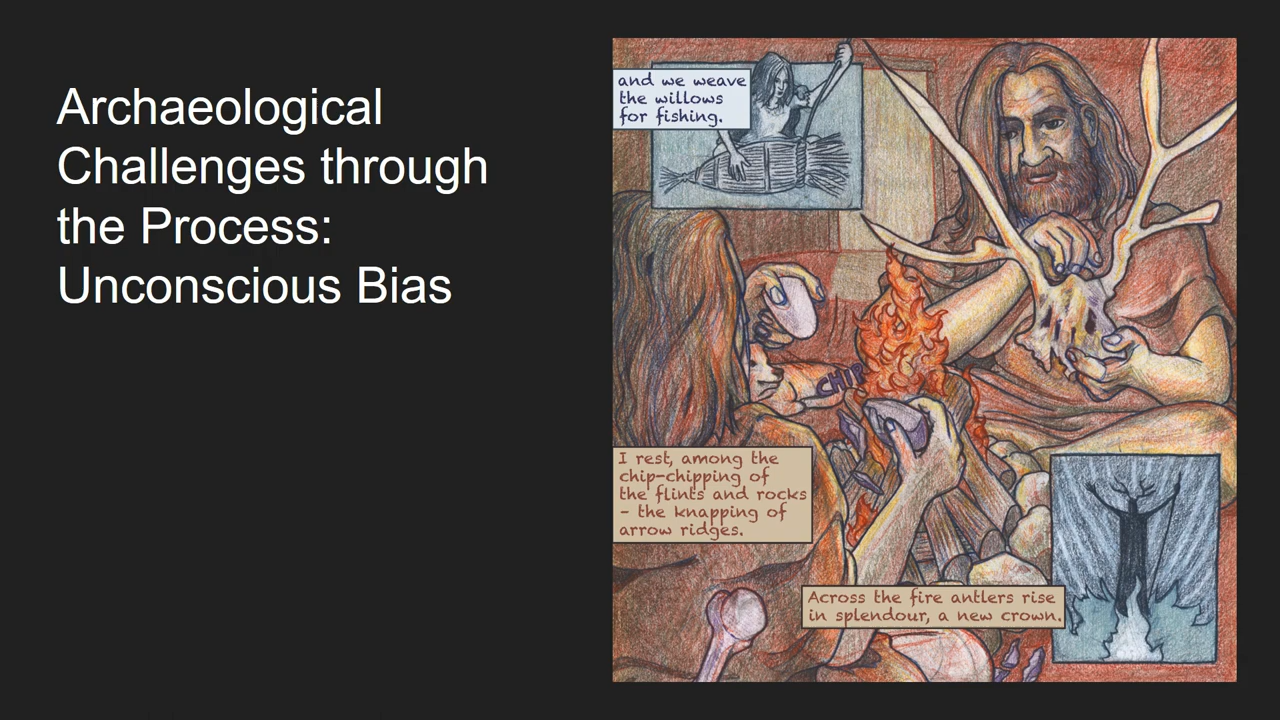 Archaeological
Challenges through
the Process:
Unconscious Bias
and we weave
the willows
for fishing.
CHIP
I rest, among the
chip-chipping of
the flints and rocks
– the knapping of
arrow ridges.
Across the fire antlers rise
in splendour, a new crown.